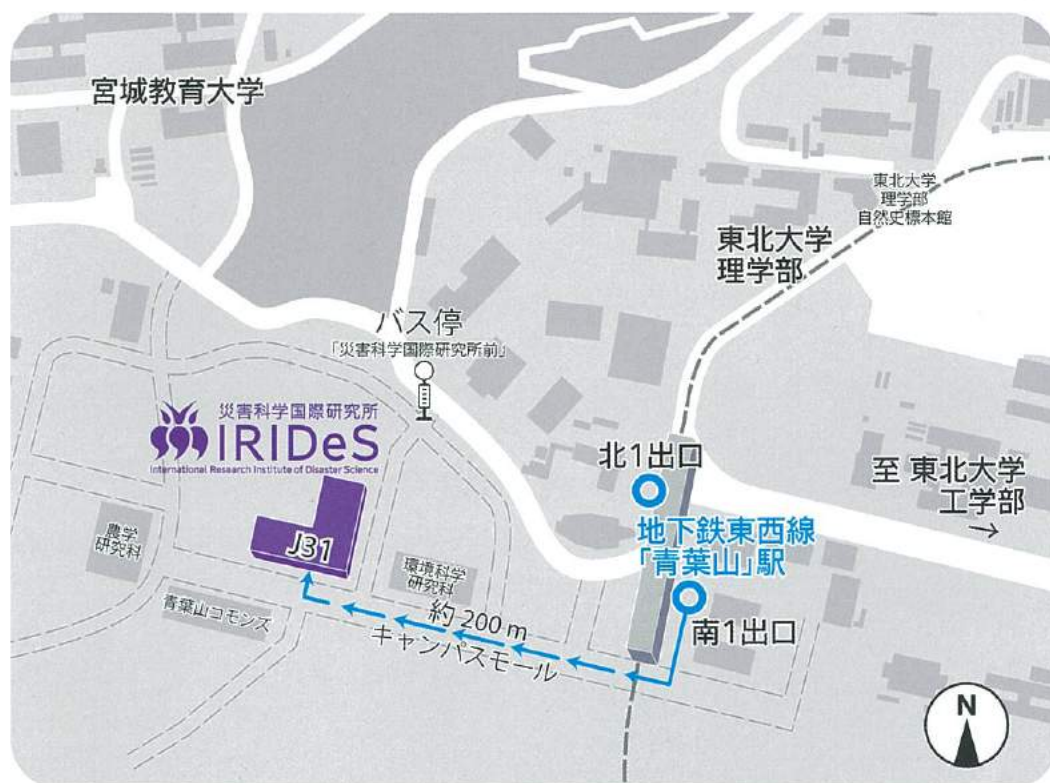 宮城教育大学
東北大学
理学部
自然史標本館
東北大学
理学部
バス停
「災害科学国際研究所前」
災害科学国際研究所
IRIDeS
International Research Institute of Disaster Science
北1出口
至 東北大学
工学部
地下鉄東西線
「青葉山」駅
農学
研究科
J31
環境科学
研究科
青葉山コモンズ
約 200 m
キャンパスモール
南1出口
N